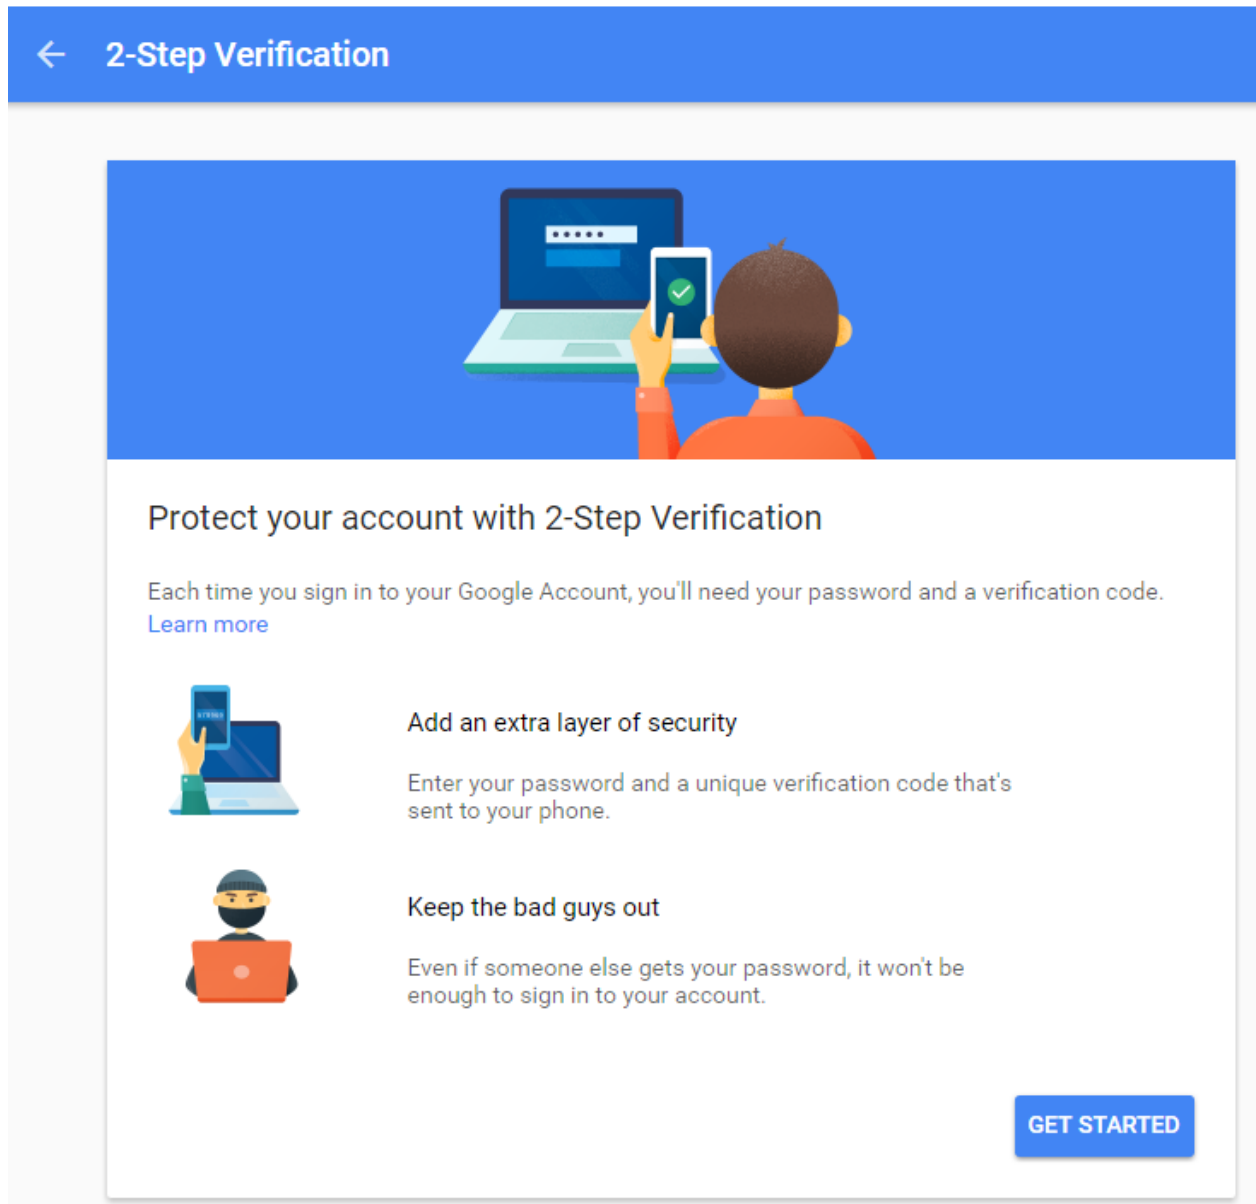 2-Step Verification
Protect your account with 2-Step Verification
Each time you sign in to your Google Account, you'll need your password and a verification code.
Learn more
Add an extra layer of security
Enter your password and a unique verification code that's
sent to your phone.
Keep the bad guys out
Even if someone else gets your password, it won't be
enough to sign in to your account.
GET STARTED